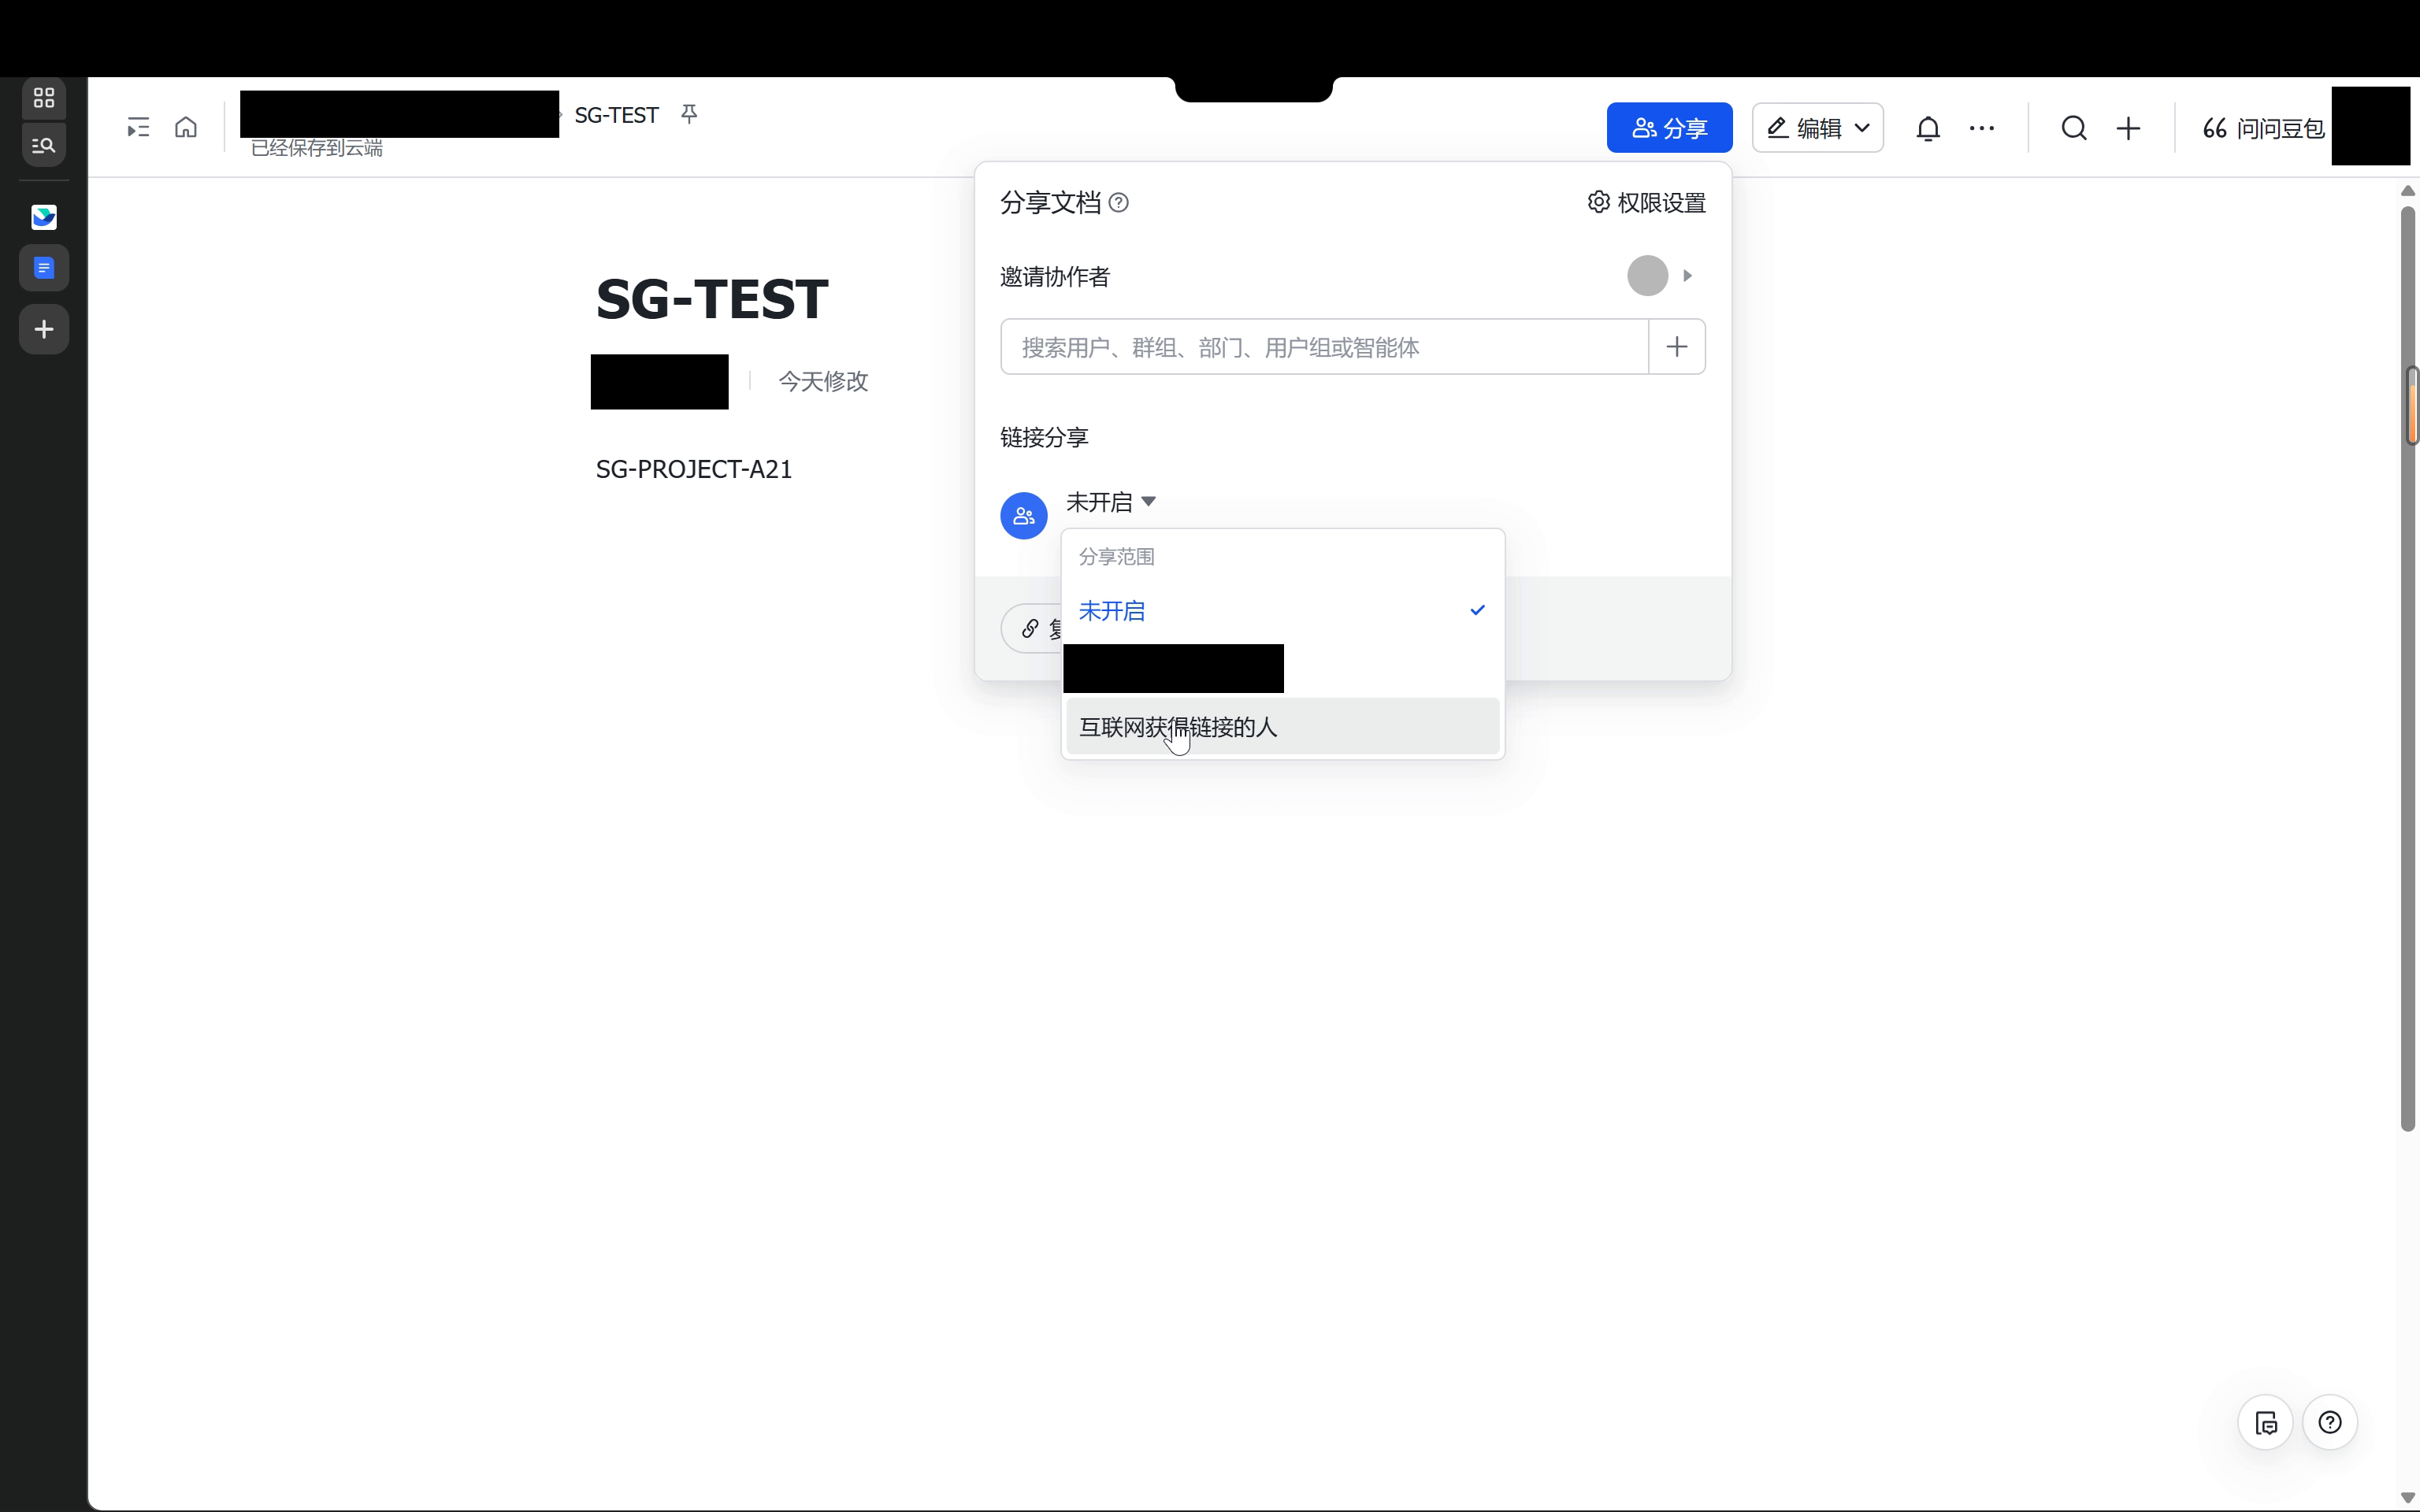 SG-TEST
已经保存到云端
分享
编辑
问问豆包
分享文档
权限设置
SG-TEST
今天修改
SG-PROJECT-A21
邀请协作者
搜索用户、群组、部门、用户组或智能体
链接分享
未开启
分享范围
未开启
互联网获得链接的人